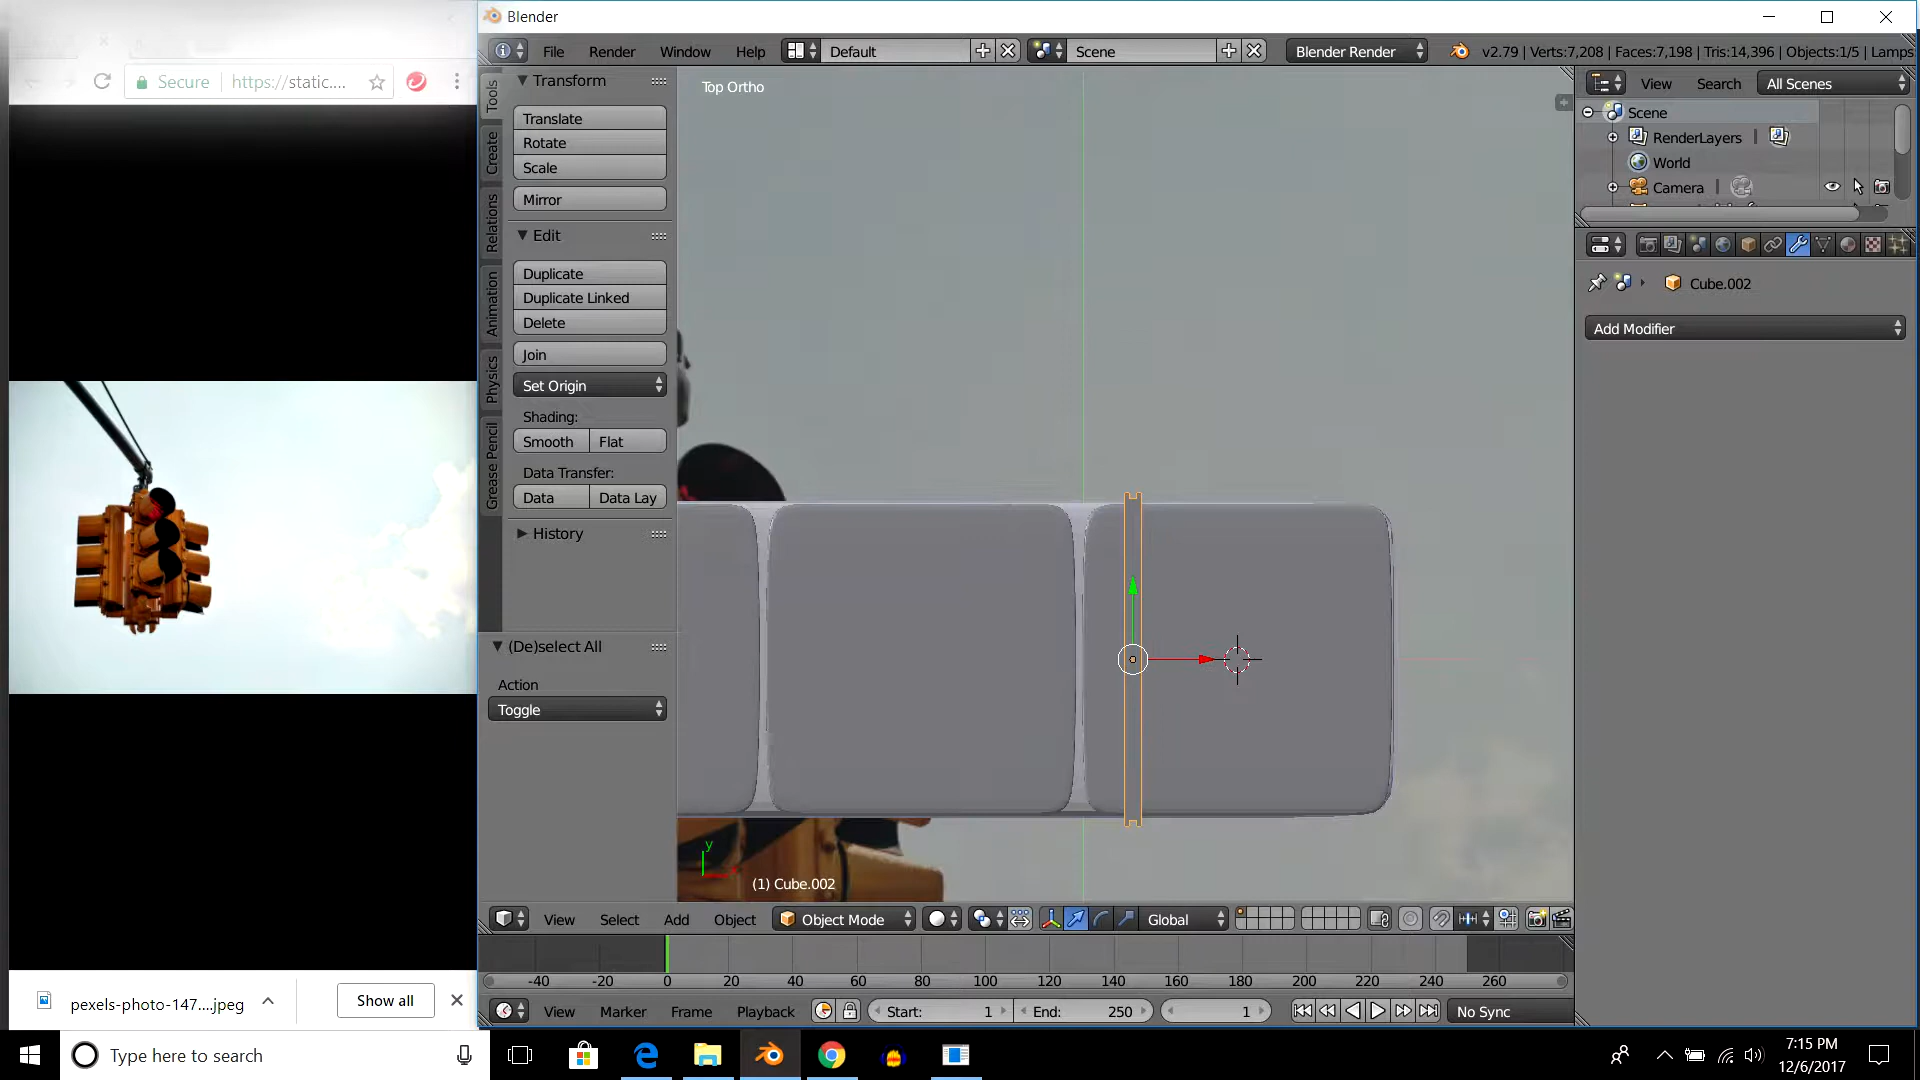 Blender
File Render Window Help Default Scene Blender Render v2.79 | Verts:7,208 | Faces:7,198 | Tris:14,396 | Objects:1/5 | Lamps:
Secure https://static....
Tools
Create
Relations
Animation
Physics
Grease Pencil
Transform
Translate
Rotate
Scale
Mirror
Edit
Duplicate
Duplicate Linked
Delete
Join
Set Origin
Shading:
Smooth Flat
Data Transfer:
Data Data Lay
History
(De)select All
Action
Toggle
Top Ortho
y
(1) Cube.002
View Search All Scenes
Scene
RenderLayers
World
Camera
Cube.002
Add Modifier
View Select Add Object Object Mode Global
-40 -20 0 20 40 60 80 100 120 140 160 180 200 220 240 260
View Marker Frame Playback Start: 1 End: 250 1 No Sync
pexels-photo-147....jpeg Show all
Type here to search
7:15 PM
12/6/2017